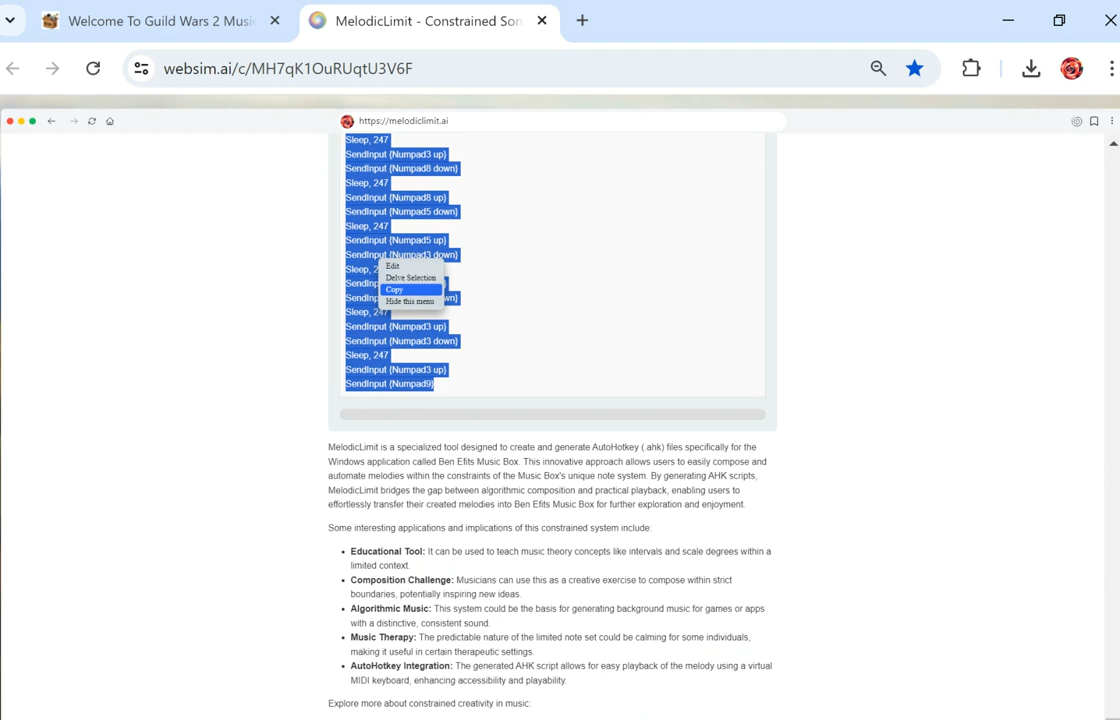 Welcome To Guild Wars 2 Music
MelodicLimit - Constrained Son
websim.ai/c/MH7qK1OuRUqtU3V6F
https://melodiclimit.ai
Sleep, 247
SendInput {Numpad3 up}
SendInput {Numpad8 down}
Sleep, 247
SendInput {Numpad8 up}
SendInput {Numpad5 down}
Sleep, 247
SendInput {Numpad5 up}
SendInput {Numpad3 down}
Sleep, 2
Edit
Delve Selection
Copy
Hide this menu
Sleep, 247
SendInput {Numpad3 up}
SendInput {Numpad3 down}
Sleep, 247
SendInput {Numpad3 up}
SendInput {Numpad9}
MelodicLimit is a specialized tool designed to create and generate AutoHotkey (.ahk) files specifically for the
Windows application called Ben Efits Music Box. This innovative approach allows users to easily compose and
automate melodies within the constraints of the Music Box's unique note system. By generating AHK scripts,
MelodicLimit bridges the gap between algorithmic composition and practical playback, enabling users to
effortlessly transfer their created melodies into Ben Efits Music Box for further exploration and enjoyment.
Some interesting applications and implications of this constrained system include:
• Educational Tool: It can be used to teach music theory concepts like intervals and scale degrees within a
limited context.
• Composition Challenge: Musicians can use this as a creative exercise to compose within strict
boundaries, potentially inspiring new ideas.
• Algorithmic Music: This system could be the basis for generating background music for games or apps
with a distinctive, consistent sound.
• Music Therapy: The predictable nature of the limited note set could be calming for some individuals,
making it useful in certain therapeutic settings.
• AutoHotkey Integration: The generated AHK script allows for easy playback of the melody using a virtual
MIDI keyboard, enhancing accessibility and playability.
Explore more about constrained creativity in music: